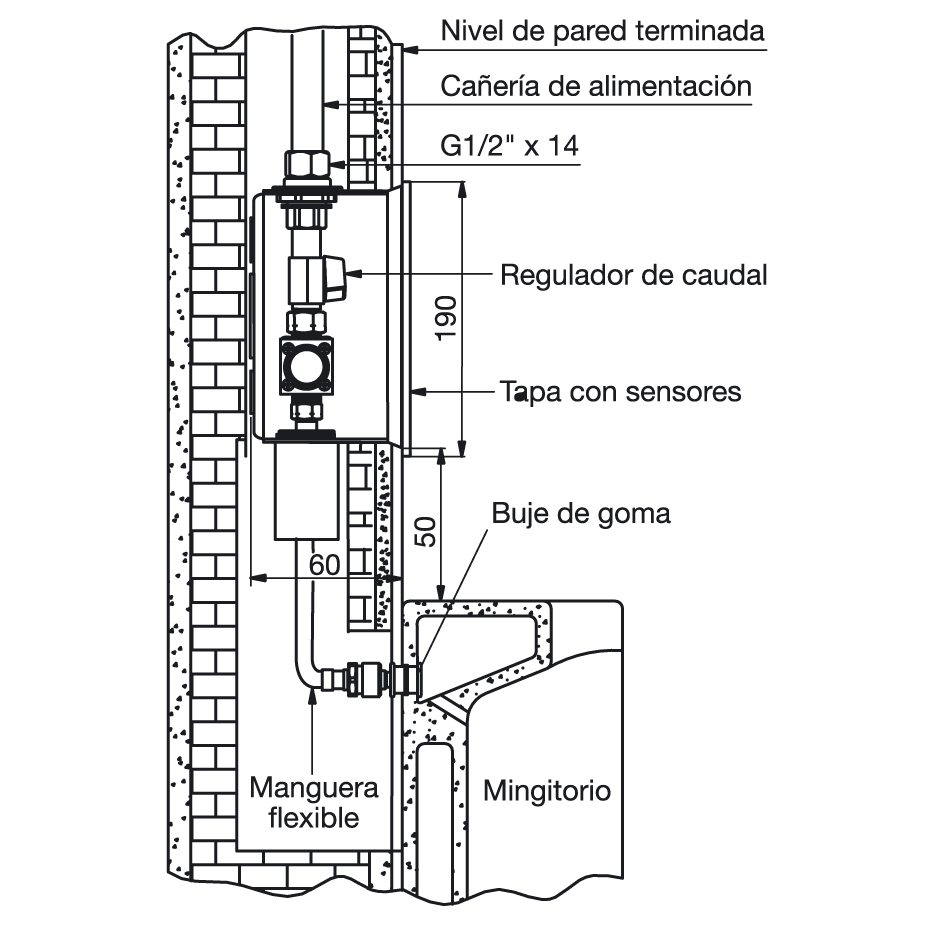 Nivel de pared terminada
Cañería de alimentación
G1/2" x 14
Regulador de caudal
190
Tapa con sensores
Buje de goma
50
60
Manguera
flexible
Mingitorio